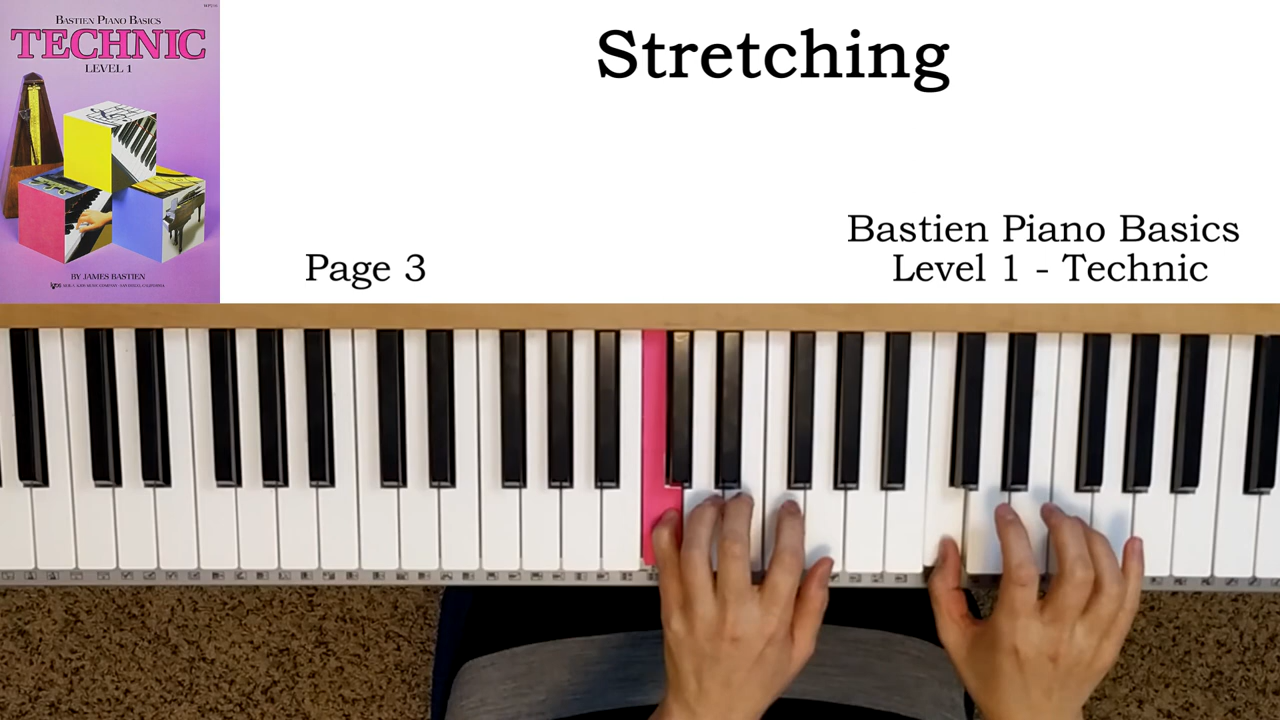 BASTIEN PIANO BASICS
TECHNIC
LEVEL 1
BY JAMES BASTIEN
Stretching
Page 3
Bastien Piano Basics
Level 1 - Technic